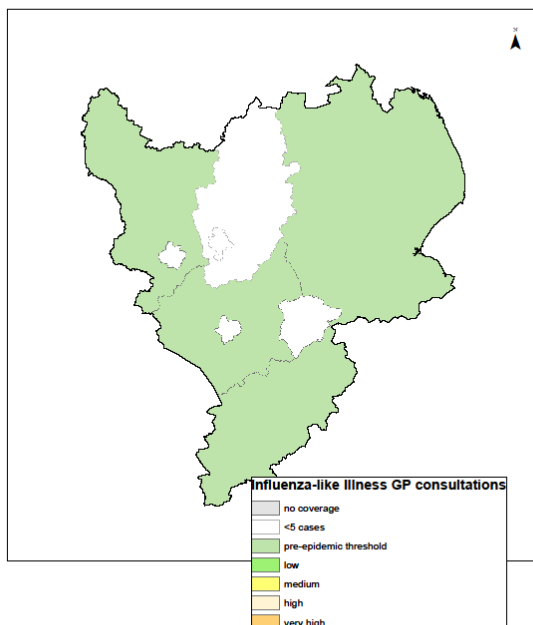 Influenza-like Illness GP consultations
no coverage
<5 cases
pre-epidemic threshold
low
medium
high
very high